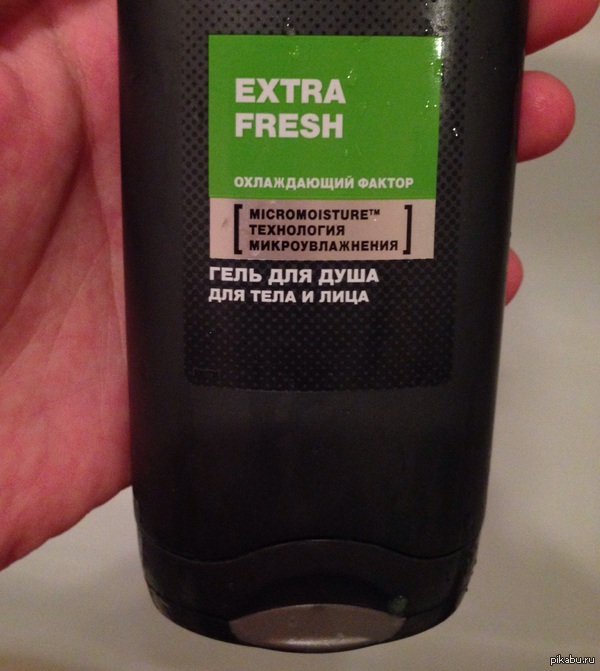 EXTRA
FRESH
ОХЛАЖДАЮЩИЙ ФАКТОР
[ MICROMOISTURE™
ТЕХНОЛОГИЯ
МИКРОУВЛАЖНЕНИЯ ]
ГЕЛЬ ДЛЯ ДУША
ДЛЯ ТЕЛА И ЛИЦА
pikabu.ru